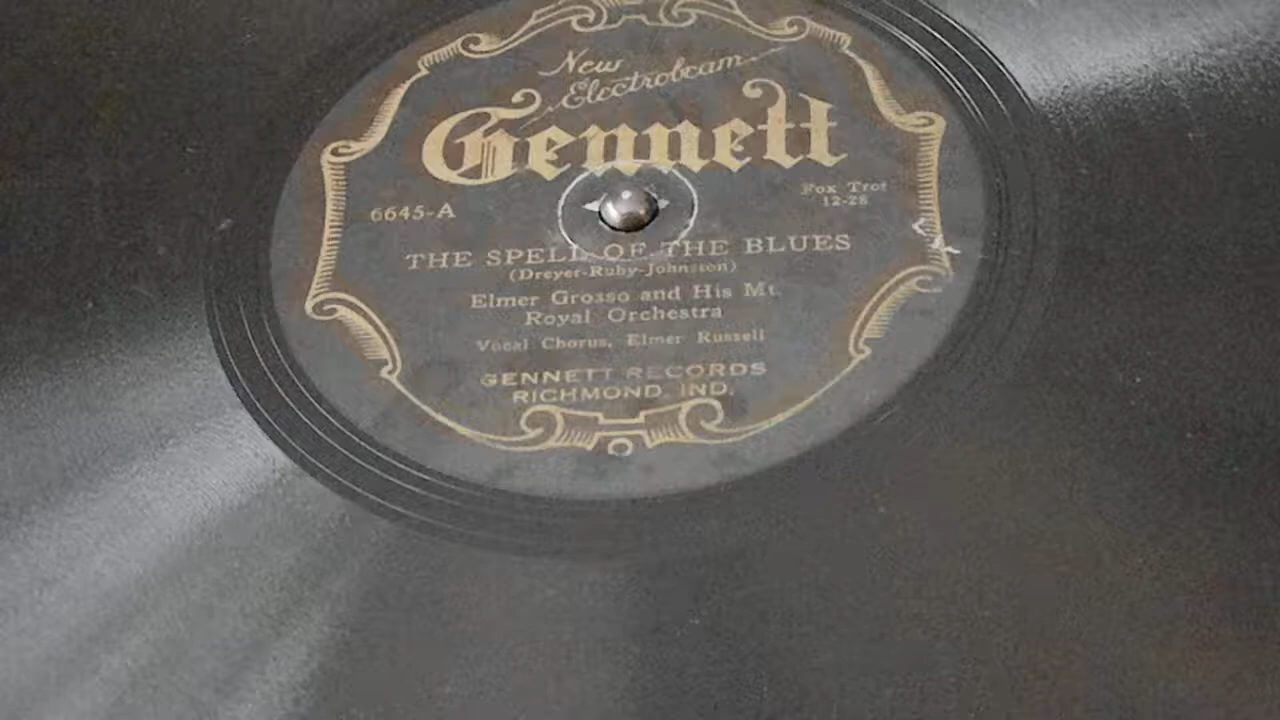 New
Electrobeam
Gennett
Fox Trot
6645-A
12-28
THE SPELL OF THE BLUES
(Dreyer-Ruby-Johnston)
Elmer Grosso and His Mt.
Royal Orchestra
Vocal Chorus, Elmer Russell
GENNETT RECORDS
RICHMOND, IND.